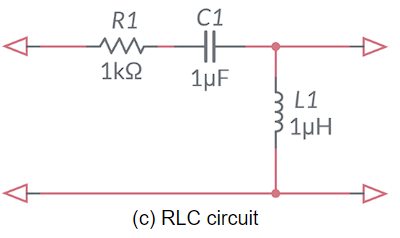 R1
C1
1kΩ
1μF
L1
1μH
(c) RLC circuit